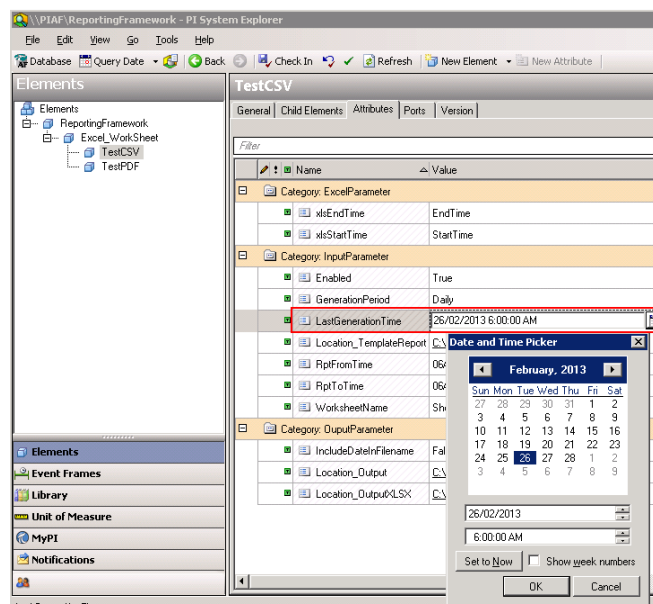 \\PIAF\ReportingFramework - PI System Explorer
File Edit View Go Tools Help
Database Query Date Back Check In Refresh New Element New Attribute
Elements
TestCSV
Elements
ReportingFramework
Excel_WorkSheet
TestCSV
TestPDF
General Child Elements Attributes Ports Version
Filter
Name Value
Category: ExcelParameter
xlsEndTime EndTime
xlsStartTime StartTime
Category: InputParameter
Enabled True
GenerationPeriod Daily
LastGenerationTime 26/02/2013 6:00:00 AM
Location_TemplateReport C:\
RptFromTime 06/
RptToTime 06/
WorksheetName She
Category: OuputParameter
IncludeDateInFilename Fal
Location_Output C:\
Location_OutputXLSX C:\
Date and Time Picker
February, 2013
Sun Mon Tue Wed Thu Fri Sat
27 28 29 30 31 1 2
3 4 5 6 7 8 9
10 11 12 13 14 15 16
17 18 19 20 21 22 23
24 25 26 27 28 1 2
3 4 5 6 7 8 9
26/02/2013
6:00:00 AM
Set to Now Show week numbers
OK Cancel
Elements
Event Frames
Library
Unit of Measure
MyPI
Notifications